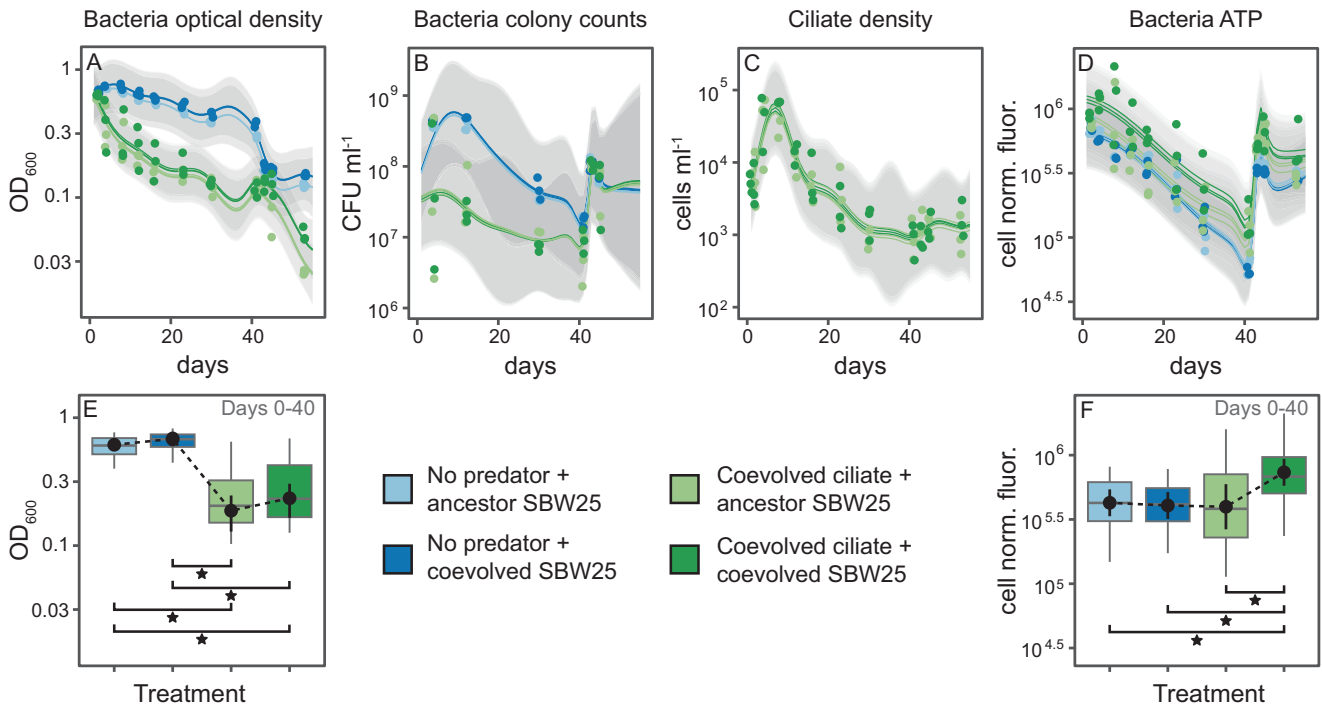 Bacteria optical density
Bacteria colony counts
Ciliate density
Bacteria ATP
A
1
0.3
0.1
0.03
OD600
0
20
40
days
B
10^9
10^8
10^7
10^6
CFU ml^-1
0
20
40
days
C
10^5
10^4
10^3
10^2
cells ml^-1
0
20
40
days
D
10^6
10^5.5
10^5
10^4.5
cell norm. fluor.
0
20
40
days
E
Days 0-40
1
0.3
0.1
0.03
OD600
Treatment
No predator +
ancestor SBW25
No predator +
coevolved SBW25
Coevolved ciliate +
ancestor SBW25
Coevolved ciliate +
coevolved SBW25
F
Days 0-40
10^6
10^5.5
10^5
10^4.5
cell norm. fluor.
Treatment